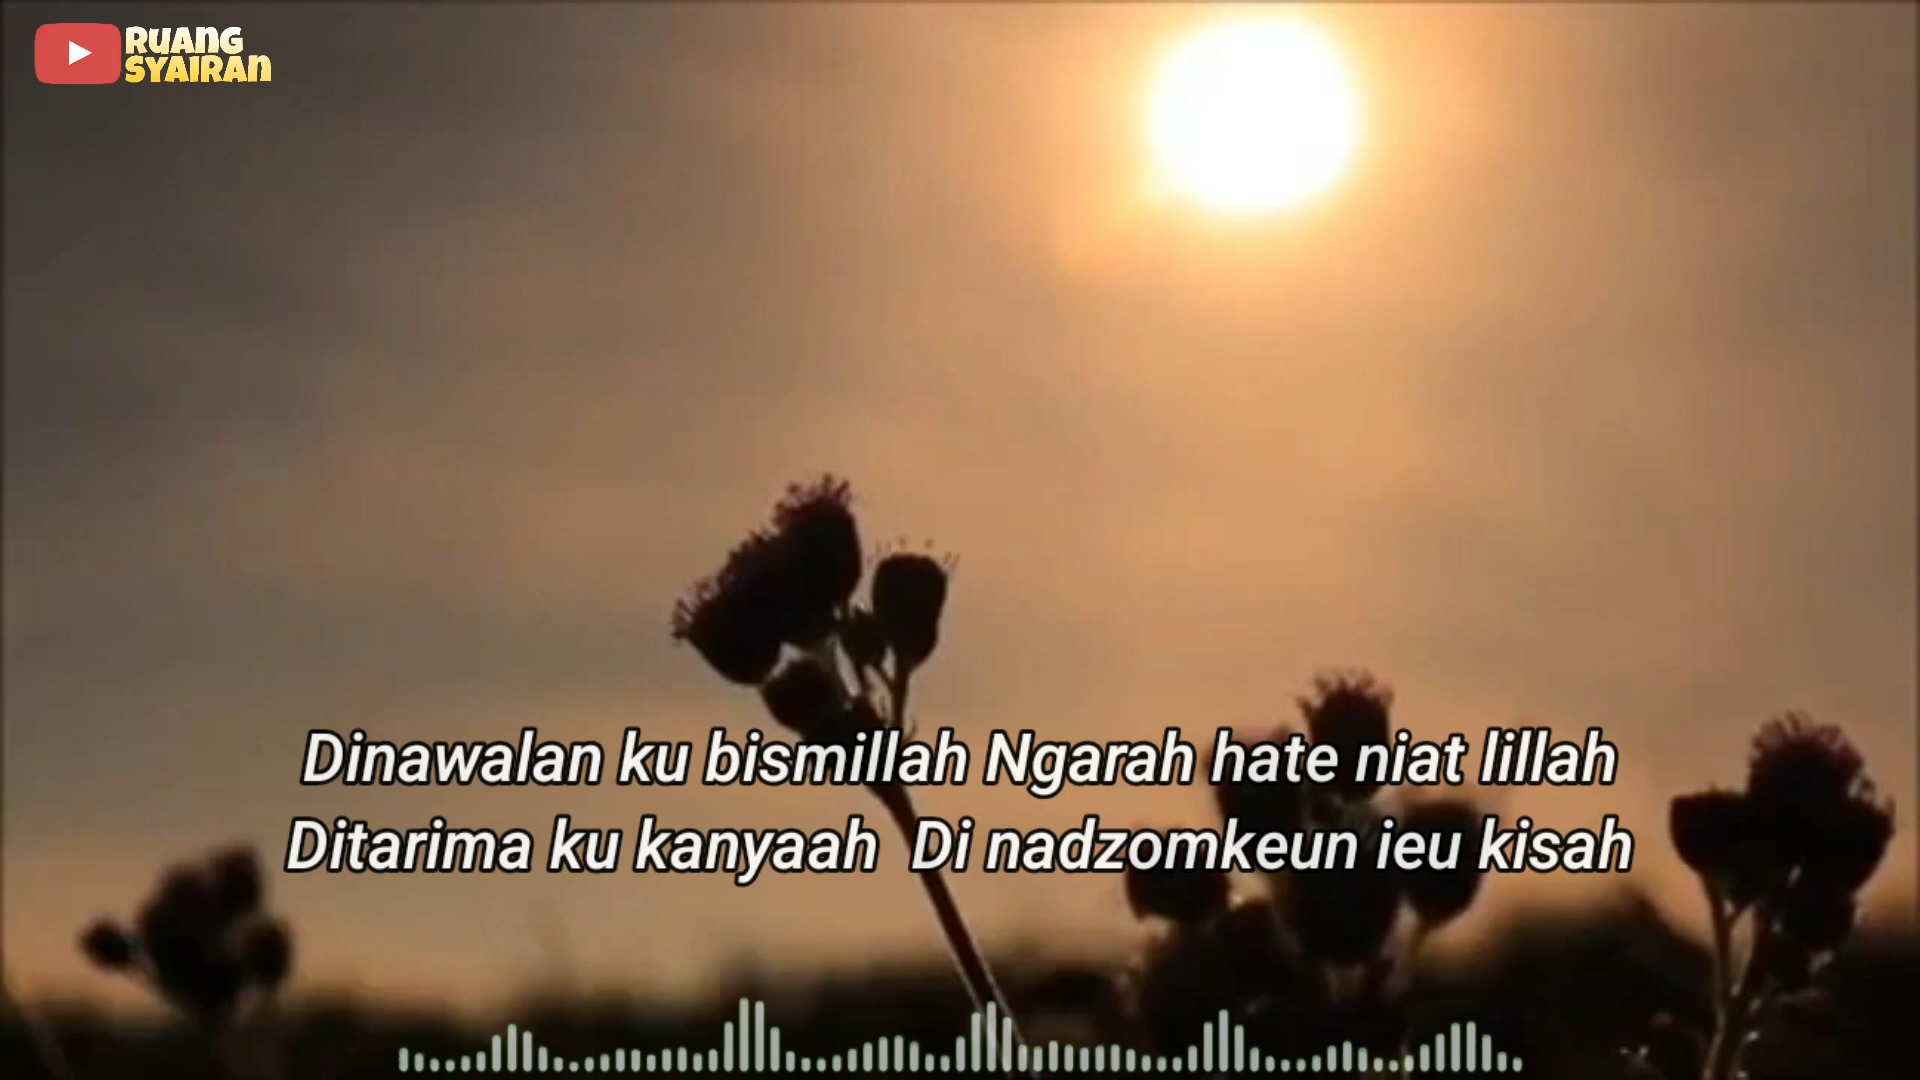 RUANG
SYAIRAN
Dinawalan ku bismillah Ngarah hate niat lillah
Ditarima ku kanyaah Di nadzomkeun ieu kisah